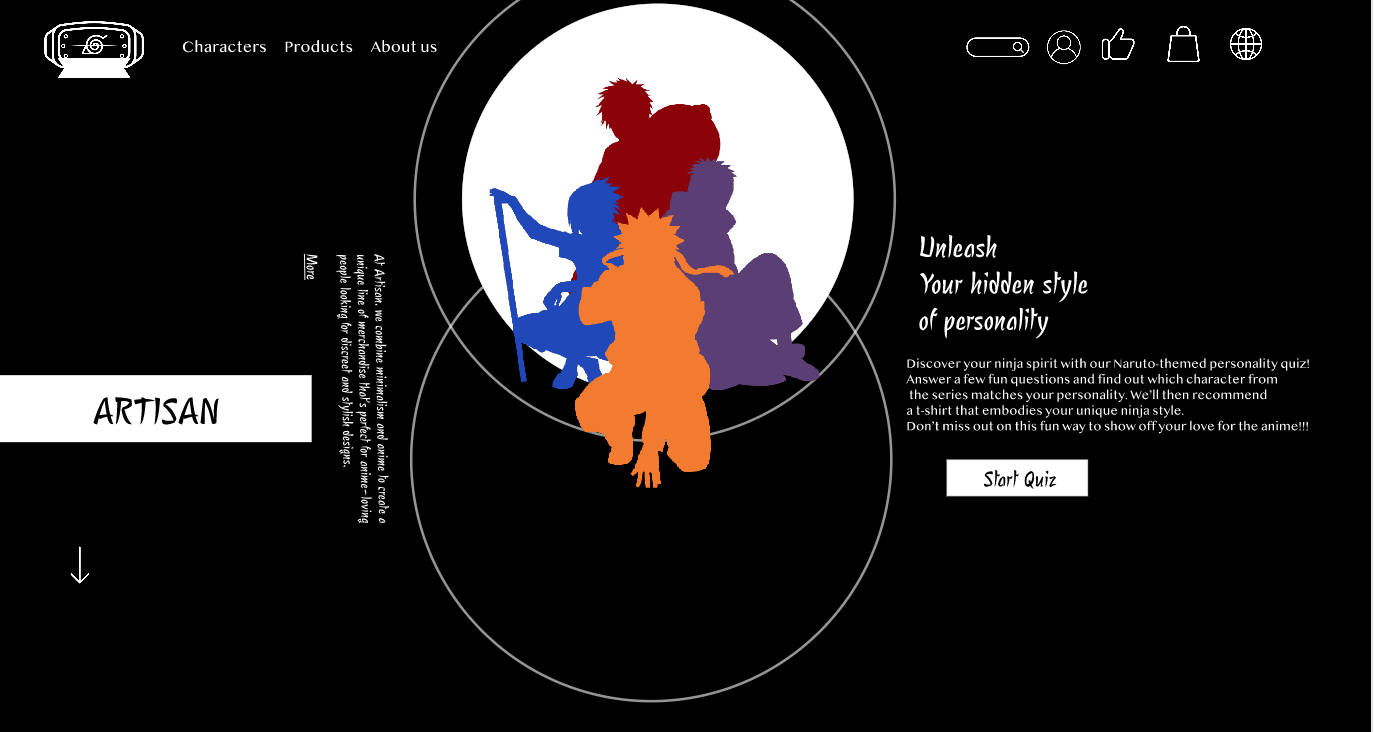 Characters Products About us
At Artisan, we combine minimalism and anime to create a
unique line of merchandise that's perfect for anime-loving
people looking for discreet and stylish designs.
More
ARTISAN
Unleash
Your hidden style
of personality
Discover your ninja spirit with our Naruto-themed personality quiz!
Answer a few fun questions and find out which character from
the series matches your personality. We'll then recommend
a t-shirt that embodies your unique ninja style.
Don't miss out on this fun way to show off your love for the anime!!!
Start Quiz